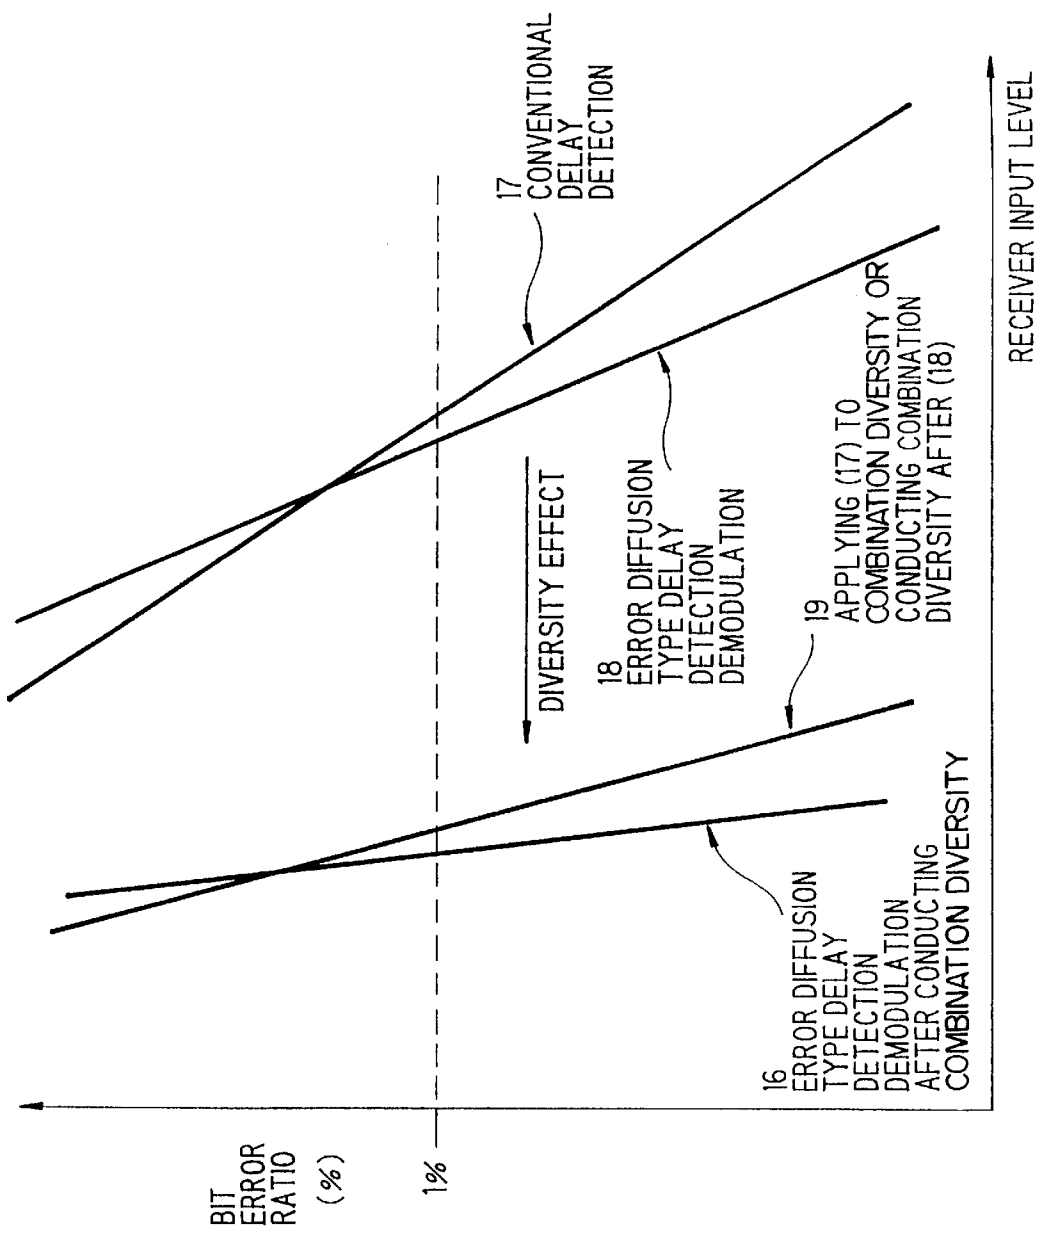 BIT
ERROR
RATIO
(%)
1%
17
CONVENTIONAL
DELAY
DETECTION
DIVERSITY EFFECT
18
ERROR DIFFUSION
TYPE DELAY
DETECTION
DEMODULATION
19
APPLYING (17) TO
COMBINATION DIVERSITY OR
CONDUCTING COMBINATION
DIVERSITY AFTER (18)
16
ERROR DIFFUSION
TYPE DELAY
DETECTION
DEMODULATION
AFTER CONDUCTING
COMBINATION DIVERSITY
RECEIVER INPUT LEVEL